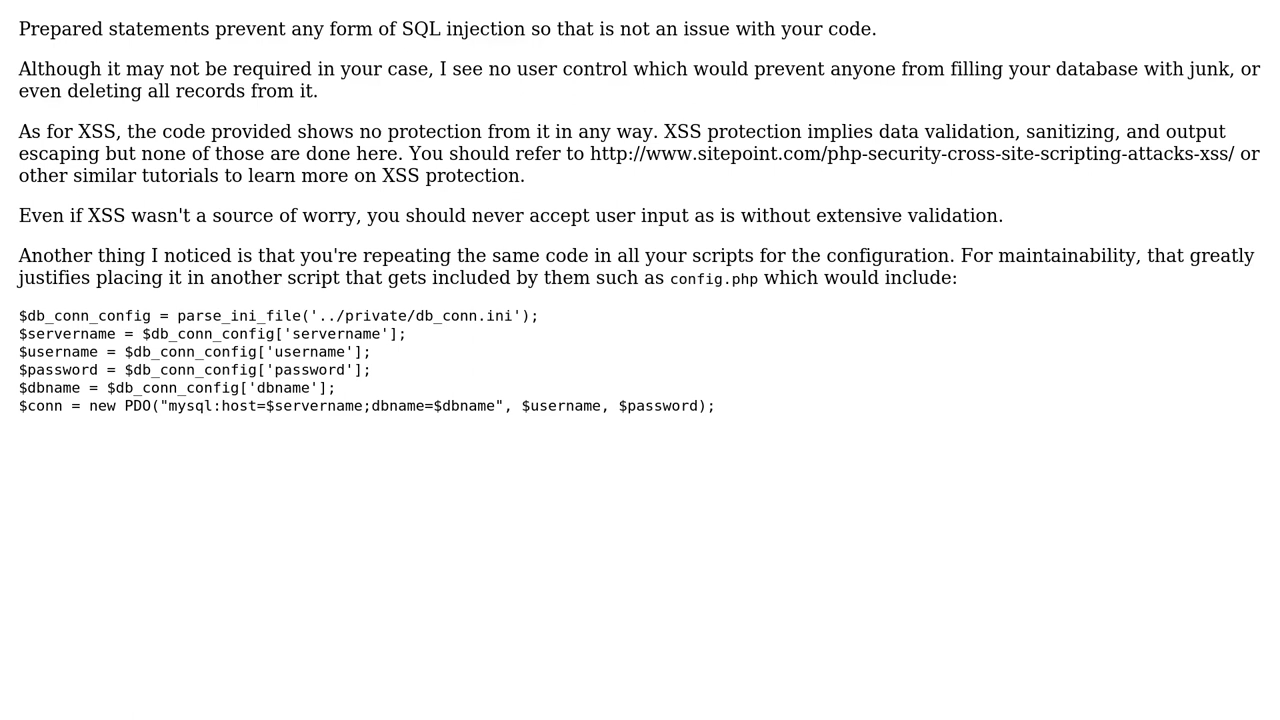 Prepared statements prevent any form of SQL injection so that is not an issue with your code.
Although it may not be required in your case, I see no user control which would prevent anyone from filling your database with junk, or
even deleting all records from it.
As for XSS, the code provided shows no protection from it in any way. XSS protection implies data validation, sanitizing, and output
escaping but none of those are done here. You should refer to http://www.sitepoint.com/php-security-cross-site-scripting-attacks-xss/ or
other similar tutorials to learn more on XSS protection.
Even if XSS wasn't a source of worry, you should never accept user input as is without extensive validation.
Another thing I noticed is that you're repeating the same code in all your scripts for the configuration. For maintainability, that greatly
justifies placing it in another script that gets included by them such as config.php which would include:
$db_conn_config = parse_ini_file('../private/db_conn.ini');
$servername = $db_conn_config['servername'];
$username = $db_conn_config['username'];
$password = $db_conn_config['password'];
$dbname = $db_conn_config['dbname'];
$conn = new PDO("mysql:host=$servername;dbname=$dbname", $username, $password);